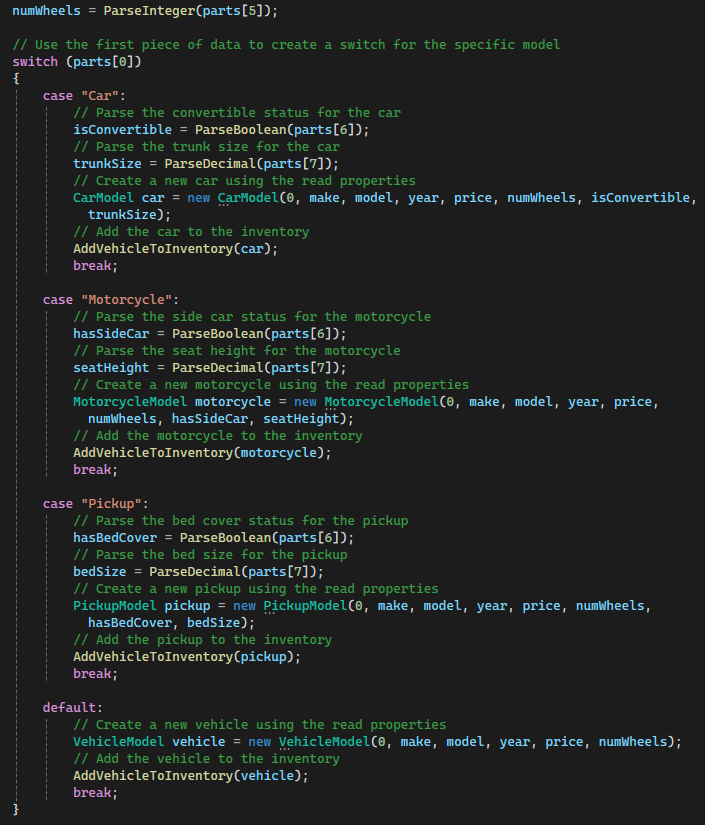 numWheels = ParseInteger(parts[5]);
// Use the first piece of data to create a switch for the specific model
switch (parts[0])
{
case "Car":
// Parse the convertible status for the car
isConvertible = ParseBoolean(parts[6]);
// Parse the trunk size for the car
trunkSize = ParseDecimal(parts[7]);
// Create a new car using the read properties
CarModel car = new CarModel(0, make, model, year, price, numWheels, isConvertible,
trunkSize);
// Add the car to the inventory
AddVehicleToInventory(car);
break;
case "Motorcycle":
// Parse the side car status for the motorcycle
hasSideCar = ParseBoolean(parts[6]);
// Parse the seat height for the motorcycle
seatHeight = ParseDecimal(parts[7]);
// Create a new motorcycle using the read properties
MotorcycleModel motorcycle = new MotorcycleModel(0, make, model, year, price,
numWheels, hasSideCar, seatHeight);
// Add the motorcycle to the inventory
AddVehicleToInventory(motorcycle);
break;
case "Pickup":
// Parse the bed cover status for the pickup
hasBedCover = ParseBoolean(parts[6]);
// Parse the bed size for the pickup
bedSize = ParseDecimal(parts[7]);
// Create a new pickup using the read properties
PickupModel pickup = new PickupModel(0, make, model, year, price, numWheels,
hasBedCover, bedSize);
// Add the pickup to the inventory
AddVehicleToInventory(pickup);
break;
default:
// Create a new vehicle using the read properties
VehicleModel vehicle = new VehicleModel(0, make, model, year, price, numWheels);
// Add the vehicle to the inventory
AddVehicleToInventory(vehicle);
break;
}